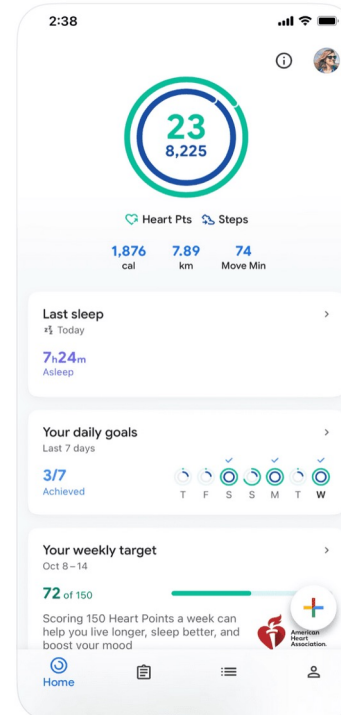 2:38
23
8,225
Heart Pts Steps
1,876 7.89 74
cal km Move Min
Last sleep
Today
7h24m
Asleep
Your daily goals
Last 7 days
3/7
Achieved
T F S S M T W
Your weekly target
Oct 8 – 14
72 of 150
Scoring 150 Heart Points a week can
help you live longer, sleep better, and
boost your mood
American
Heart
Association.
Home